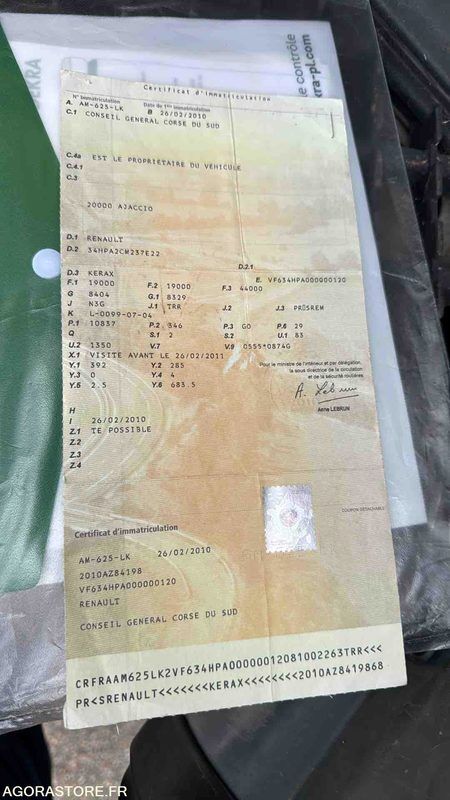 EKRA
le contrôle
kra-pl.com
Certificat d'immatriculation
N° Immatriculation Date de 1ère immatriculation
A. AM-625-LK B 26/02/2010
C.1 CONSEIL GENERAL CORSE DU SUD
C.4a EST LE PROPRIETAIRE DU VEHICULE
C.4.1
C.3
20000 AJACCIO
D.1 RENAULT
D.2 34HPA2CM237E22
D.2.1
D.3 KERAX E. VF634HPA000000120
F.1 19000 F.2 19000 F.3 44000
G 8404 G.1 8329
J N3G J.1 TRR J.2 J.3 PRÚSREM
K L-0099-07-04
P.1 10837 P.2 346 P.3 GO P.6 29
Q S.1 2 S.2 U.1 83
U.2 1350 V.7 V.9 0555*0874G
X.1 VISITE AVANT LE 26/02/2011
Y.1 392 Y.2 285
Y.3 0 Y.4 4
Y.5 2.5 Y.6 683.5
Pour le ministre de l'intérieur et par délégation,
la sous directrice de la circulation
et de la sécurité routières
A. Lebrun
Anne LEBRUN
H
I 26/02/2010
Z.1 TE POSSIBLE
Z.2
Z.3
Z.4
COUPON DÉTACHABLE
Certificat d'immatriculation
AM-625-LK 26/02/2010
2010AZ84198
VF634HPA000000120
RENAULT
CONSEIL GENERAL CORSE DU SUD
CRFRAAM625LK2VF634HPA00000012081002263TRR<<<
PR<SRENAULT<<<<<<<KERAX<<<<<<<<2010AZ8419868
AGORASTORE.FR